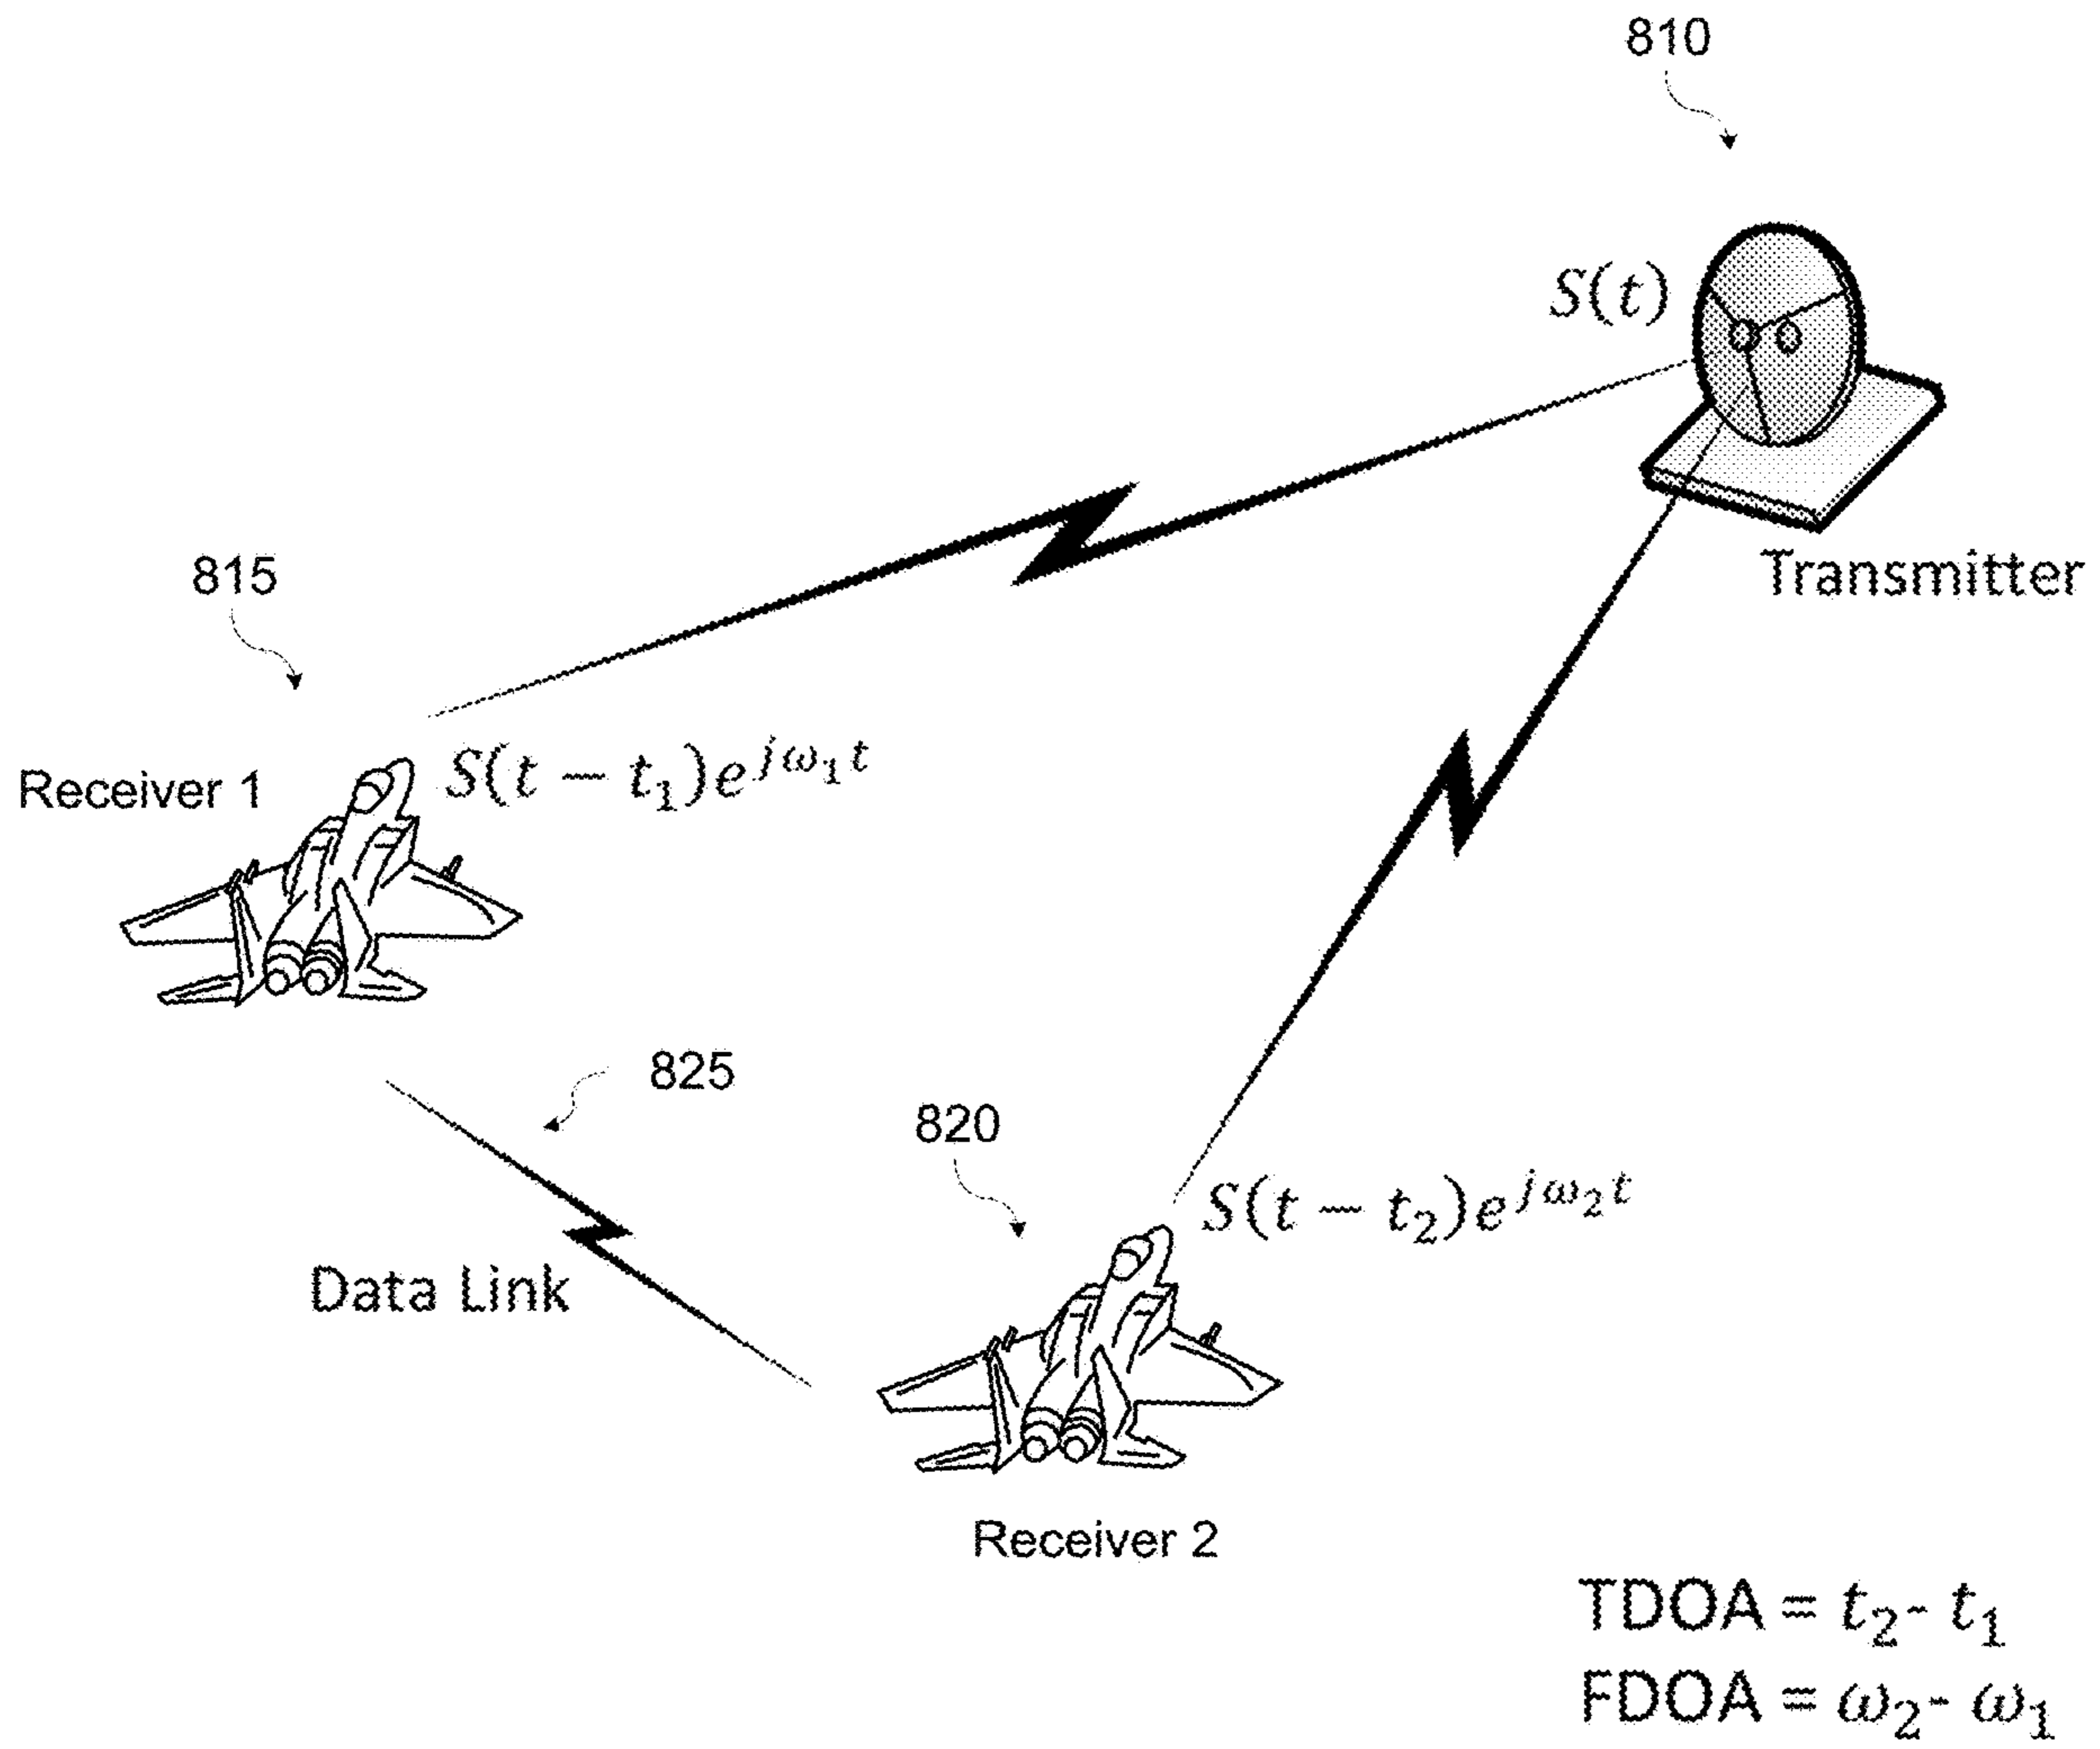 810
S(t)
Transmitter
815
Receiver 1
S(t − t₁)e^{jω₁t}
825
820
S(t − t₂)e^{jω₂t}
Data Link
Receiver 2
TDOA = t₂- t₁
FDOA = ω₂- ω₁